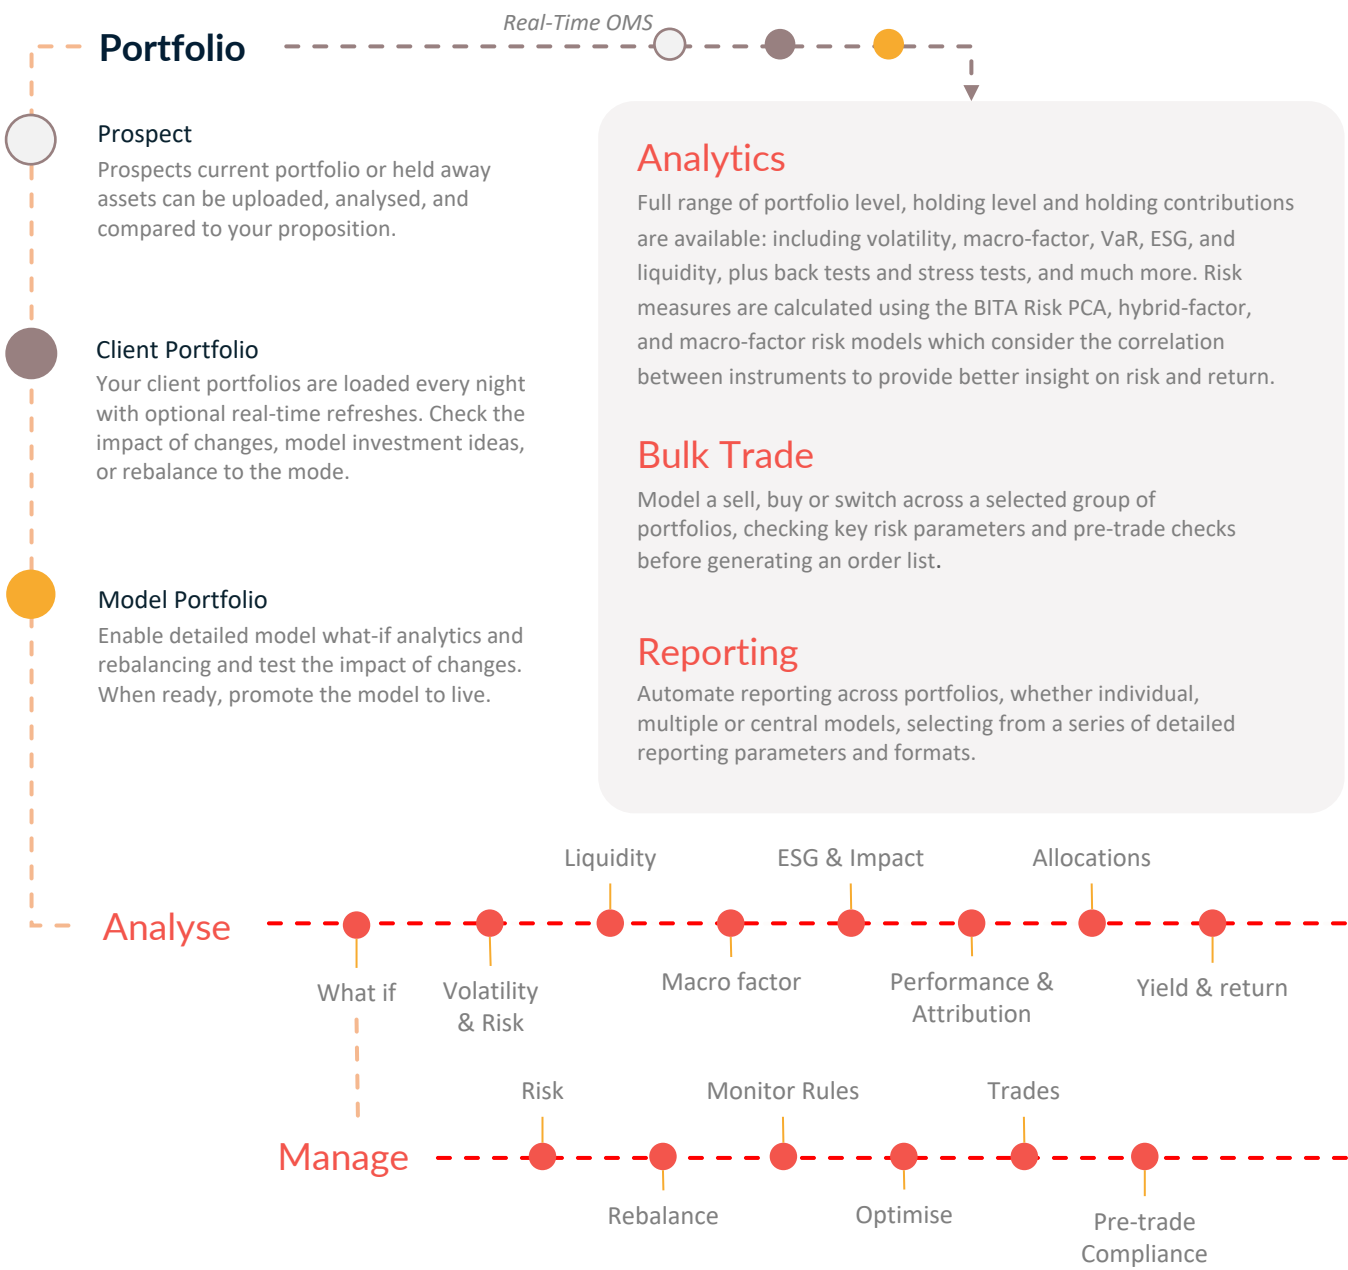 Real-Time OMS
Portfolio
Prospect
Prospects current portfolio or held away
assets can be uploaded, analysed, and
compared to your proposition.
Client Portfolio
Your client portfolios are loaded every night
with optional real-time refreshes. Check the
impact of changes, model investment ideas,
or rebalance to the mode.
Model Portfolio
Enable detailed model what-if analytics and
rebalancing and test the impact of changes.
When ready, promote the model to live.
Analytics
Full range of portfolio level, holding level and holding contributions
are available: including volatility, macro-factor, VaR, ESG, and
liquidity, plus back tests and stress tests, and much more. Risk
measures are calculated using the BITA Risk PCA, hybrid-factor,
and macro-factor risk models which consider the correlation
between instruments to provide better insight on risk and return.
Bulk Trade
Model a sell, buy or switch across a selected group of
portfolios, checking key risk parameters and pre-trade checks
before generating an order list.
Reporting
Automate reporting across portfolios, whether individual,
multiple or central models, selecting from a series of detailed
reporting parameters and formats.
Analyse
What if
Volatility
& Risk
Liquidity
Macro factor
ESG & Impact
Performance &
Attribution
Allocations
Yield & return
Manage
Risk
Rebalance
Monitor Rules
Optimise
Trades
Pre-trade
Compliance